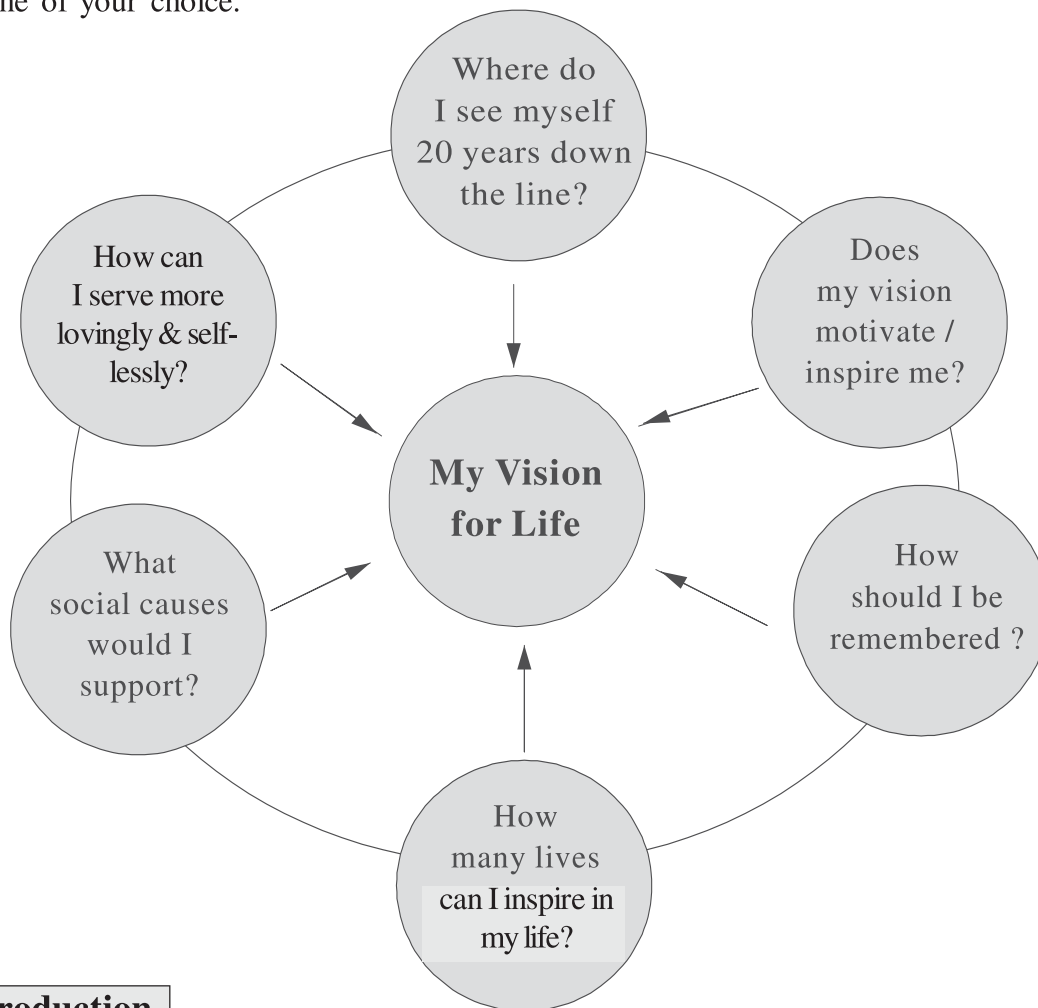 of your choice.
Where do
I see myself
20 years down
the line?
Does
my vision
motivate /
inspire me?
How
should I be
remembered ?
How
many lives
can I inspire in
my life?
What
social causes
would I
support?
How can
I serve more
lovingly & self-
lessly?
My Vision
for Life